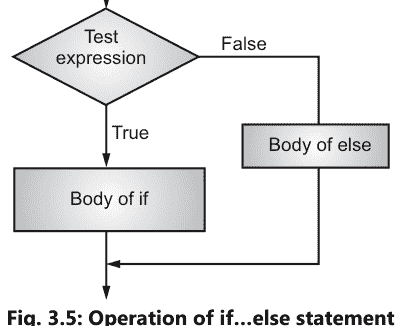 Test
expression
False
True
Body of else
Body of if
Fig. 3.5: Operation of if...else statement